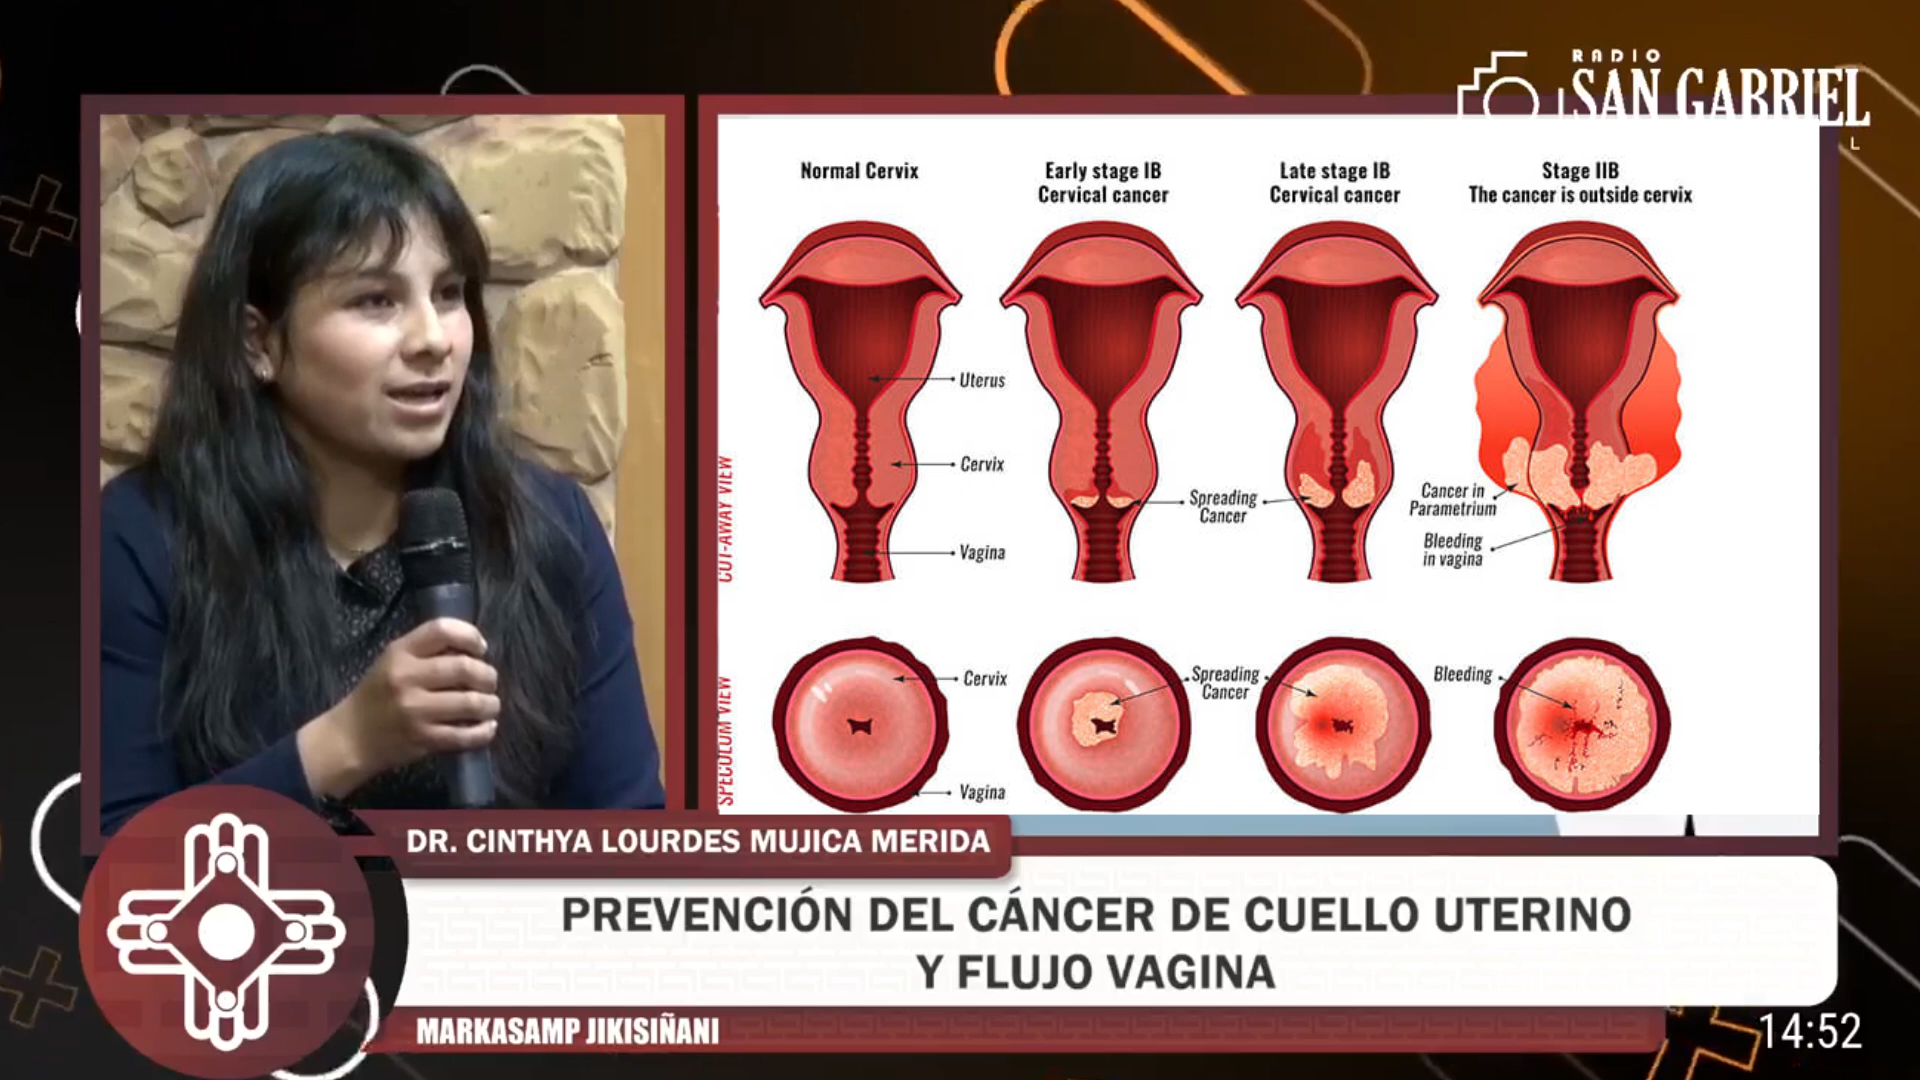 RADIO
SAN GABRIEL
L
Normal Cervix
Early stage IB
Cervical cancer
Late stage IB
Cervical cancer
Stage IIB
The cancer is outside cervix
CUT-AWAY VIEW
Uterus
Cervix
Vagina
Spreading
Cancer
Cancer in
Parametrium
Bleeding
in vagina
SPECULUM VIEW
Cervix
Vagina
Spreading
Cancer
Bleeding
DR. CINTHYA LOURDES MUJICA MERIDA
PREVENCIÓN DEL CÁNCER DE CUELLO UTERINO
Y FLUJO VAGINA
MARKASAMP JIKISIÑANI
14:52